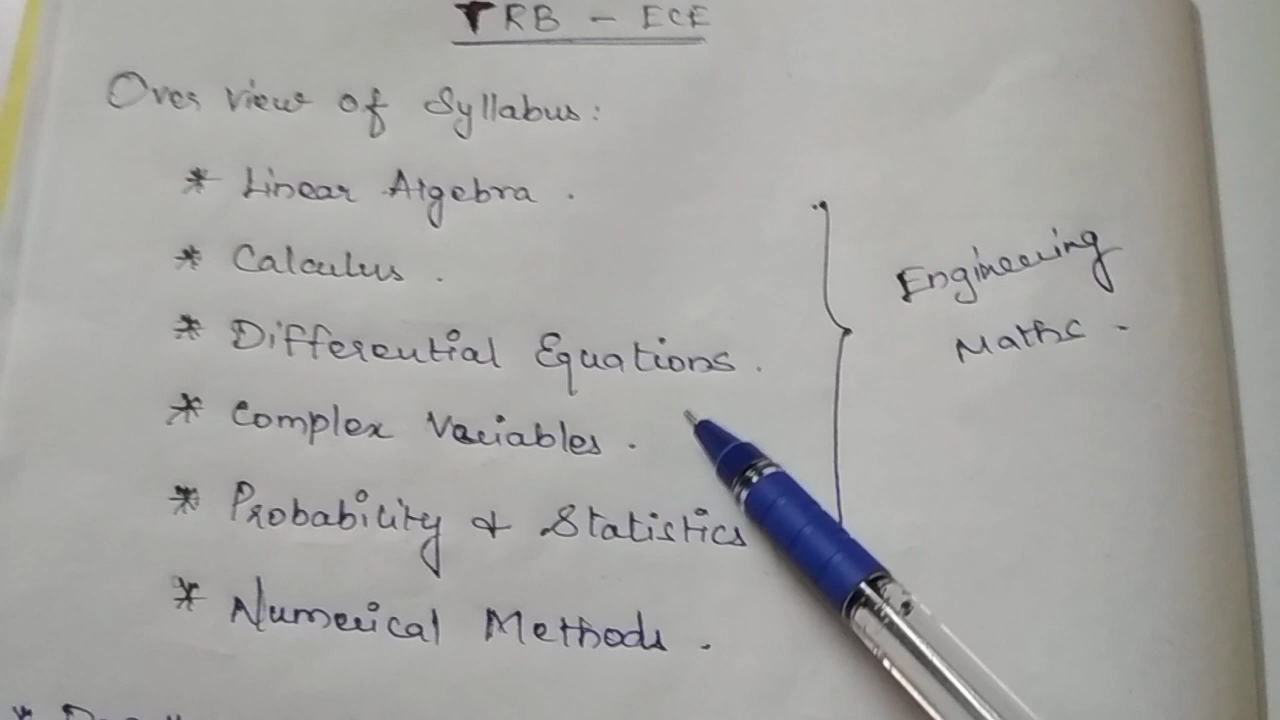 TRB - ECE
Over view of Syllabus:
* Linear Algebra.
* Calculus.
* Differential Equations.
* Complex Variables.
* Probability & Statistics
* Numerical Methods.
Engineering
Maths -